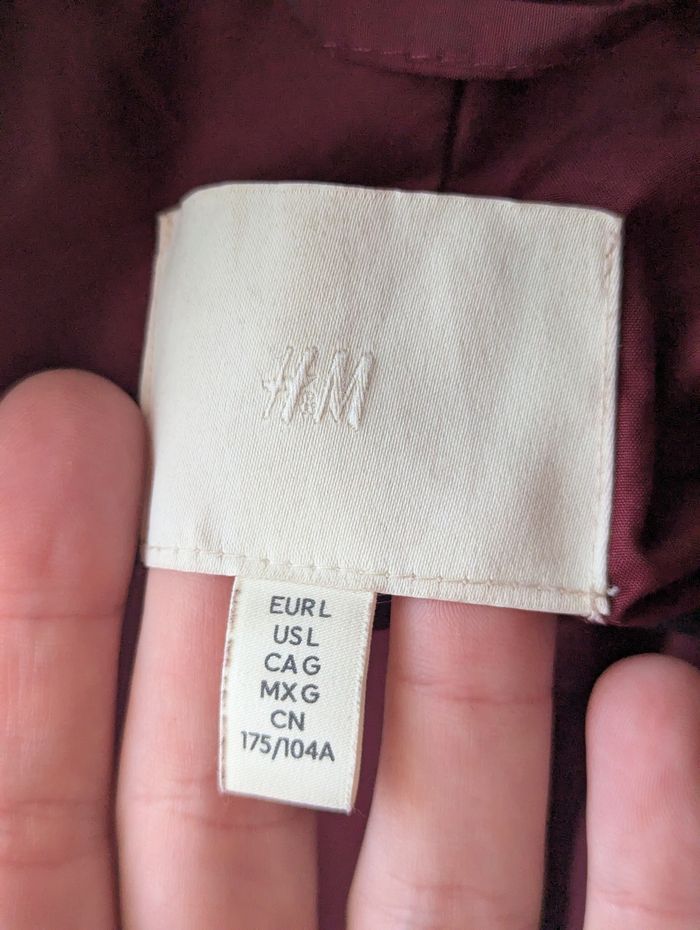 H&M
EUR L
US L
CA G
MX G
CN
175/104A